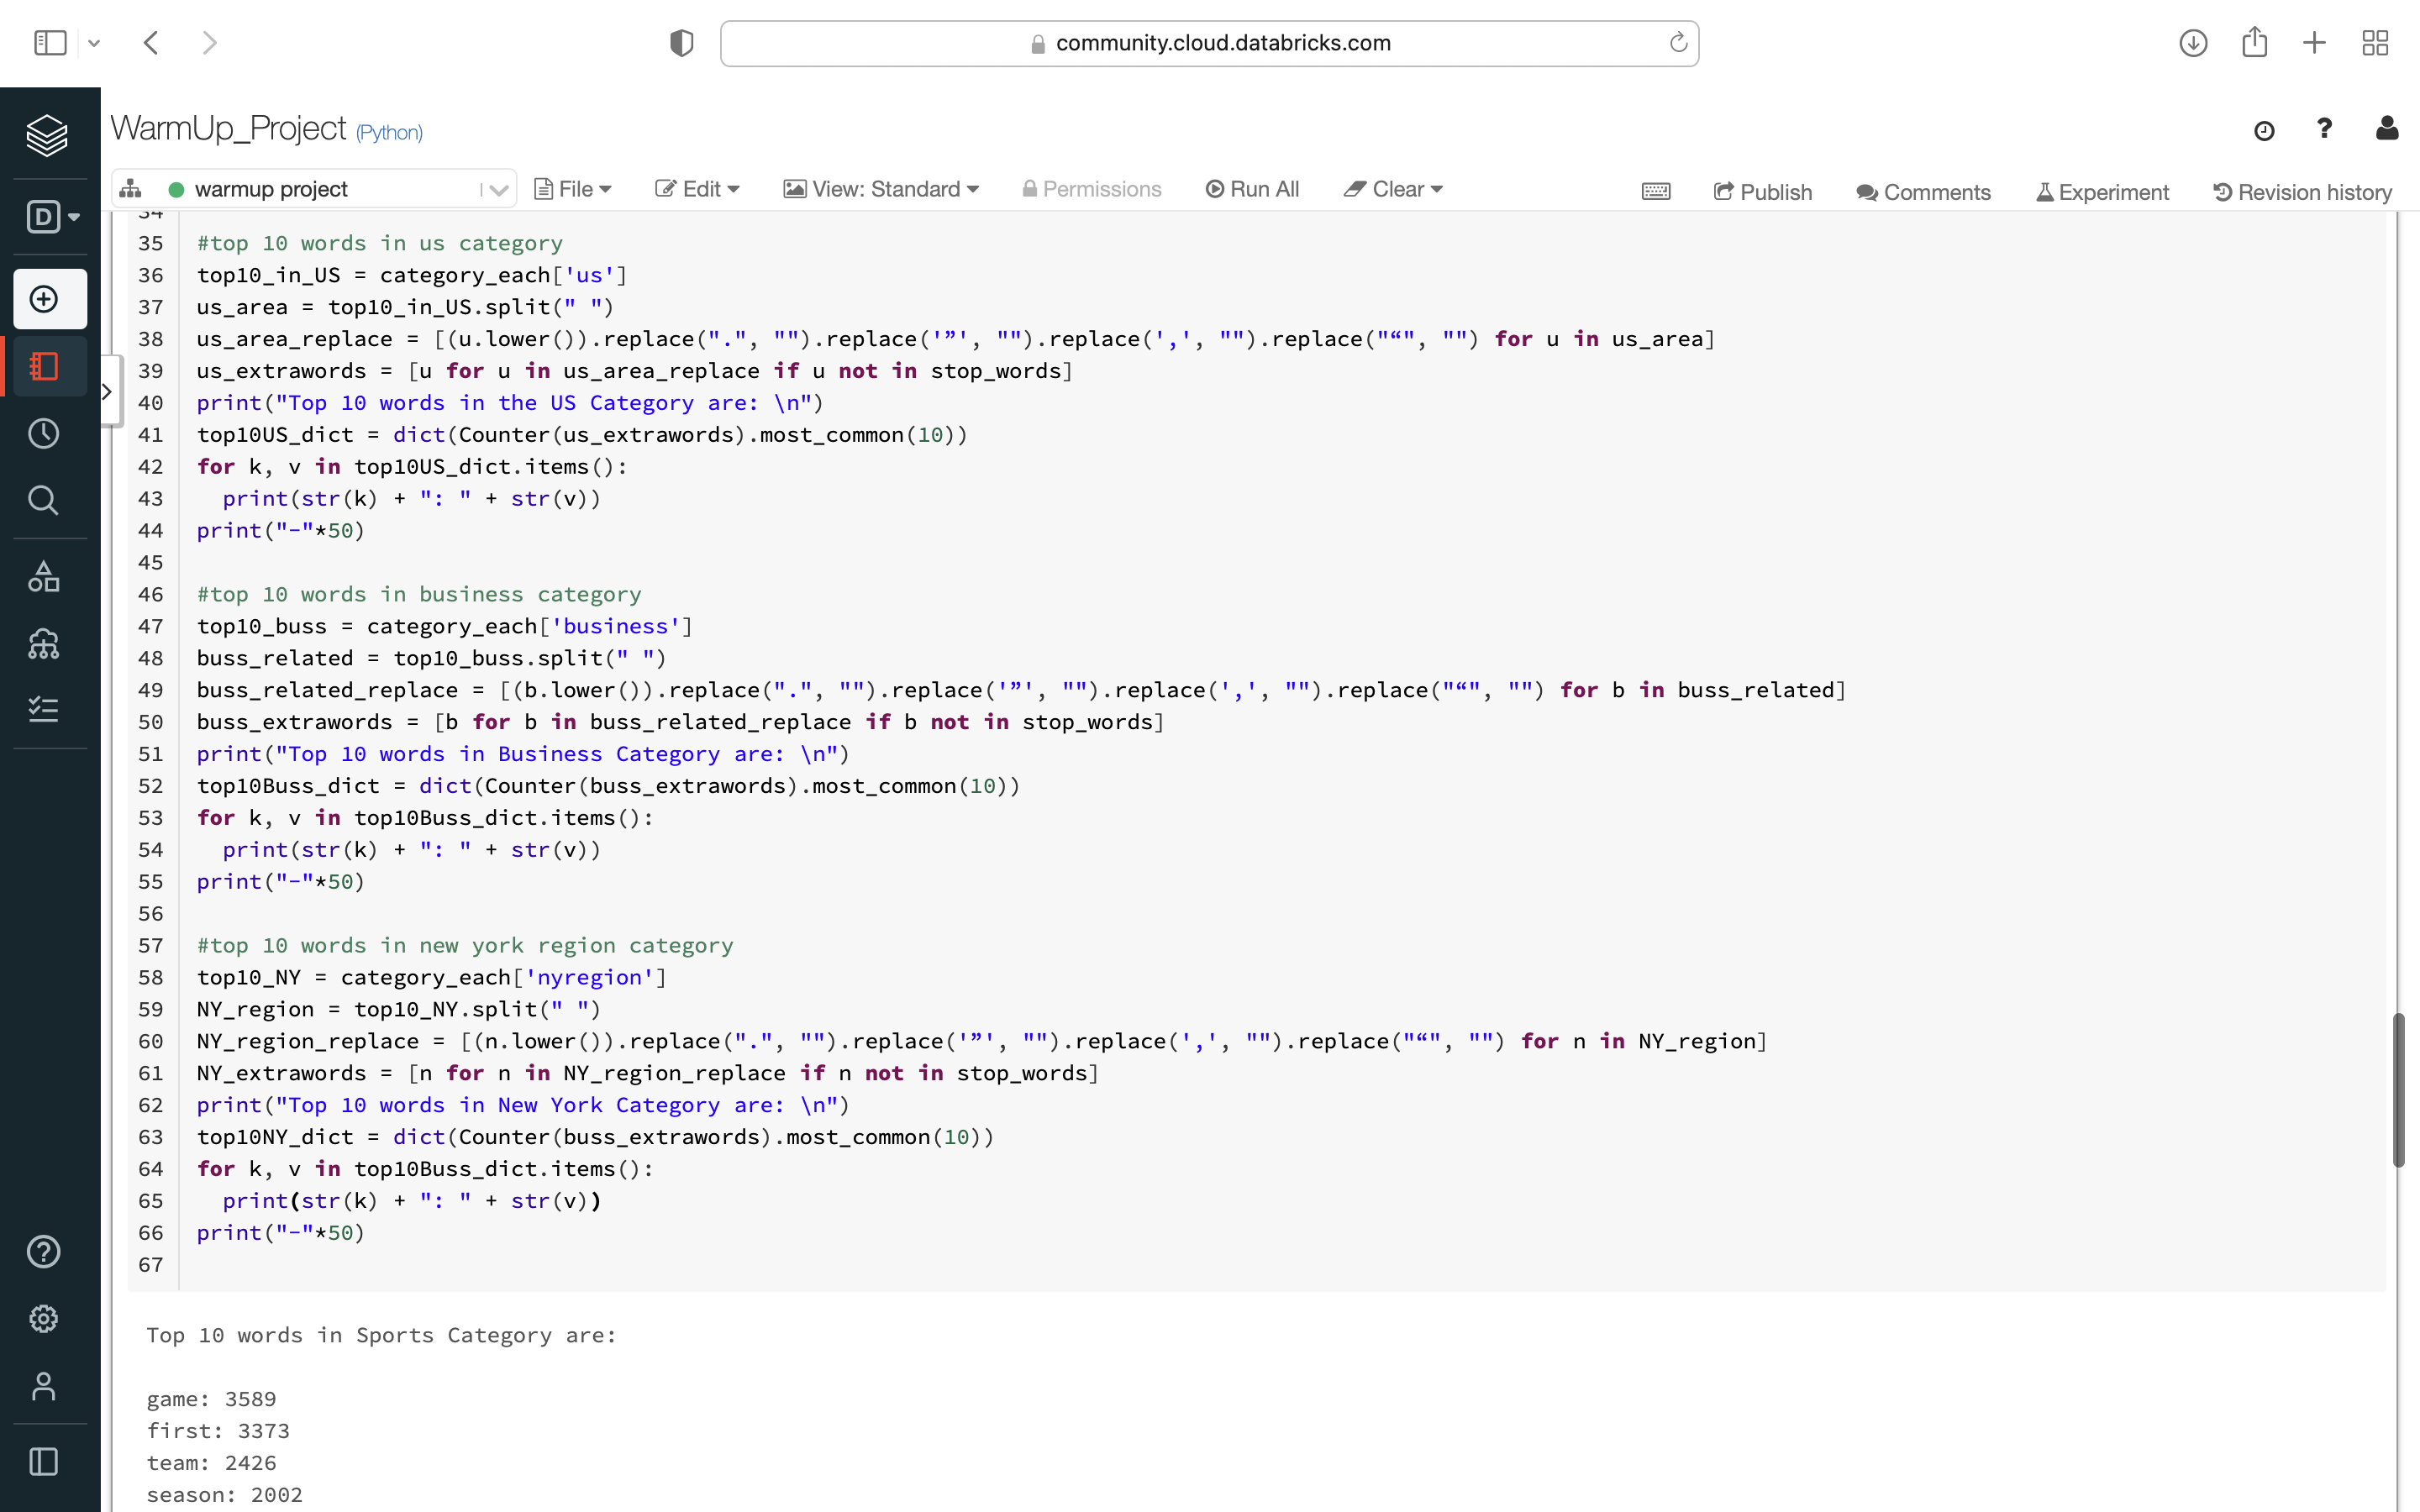 community.cloud.databricks.com
WarmUp_Project (Python)
D
warmup project File Edit View: Standard Permissions Run All Clear Publish Comments Experiment Revision history
34
35 #top 10 words in us category
36 top10_in_US = category_each['us']
37 us_area = top10_in_US.split(" ")
38 us_area_replace = [(u.lower()).replace(".", "").replace('”', "").replace(',', "").replace("“", "") for u in us_area]
39 us_extrawords = [u for u in us_area_replace if u not in stop_words]
40 print("Top 10 words in the US Category are: \n")
41 top10US_dict = dict(Counter(us_extrawords).most_common(10))
42 for k, v in top10US_dict.items():
43   print(str(k) + ": " + str(v))
44 print("-"*50)
45
46 #top 10 words in business category
47 top10_buss = category_each['business']
48 buss_related = top10_buss.split(" ")
49 buss_related_replace = [(b.lower()).replace(".", "").replace('”', "").replace(',', "").replace("“", "") for b in buss_related]
50 buss_extrawords = [b for b in buss_related_replace if b not in stop_words]
51 print("Top 10 words in Business Category are: \n")
52 top10Buss_dict = dict(Counter(buss_extrawords).most_common(10))
53 for k, v in top10Buss_dict.items():
54   print(str(k) + ": " + str(v))
55 print("-"*50)
56
57 #top 10 words in new york region category
58 top10_NY = category_each['nyregion']
59 NY_region = top10_NY.split(" ")
60 NY_region_replace = [(n.lower()).replace(".", "").replace('”', "").replace(',', "").replace("“", "") for n in NY_region]
61 NY_extrawords = [n for n in NY_region_replace if n not in stop_words]
62 print("Top 10 words in New York Category are: \n")
63 top10NY_dict = dict(Counter(buss_extrawords).most_common(10))
64 for k, v in top10Buss_dict.items():
65   print(str(k) + ": " + str(v))
66 print("-"*50)
67
Top 10 words in Sports Category are:
game: 3589
first: 3373
team: 2426
season: 2002